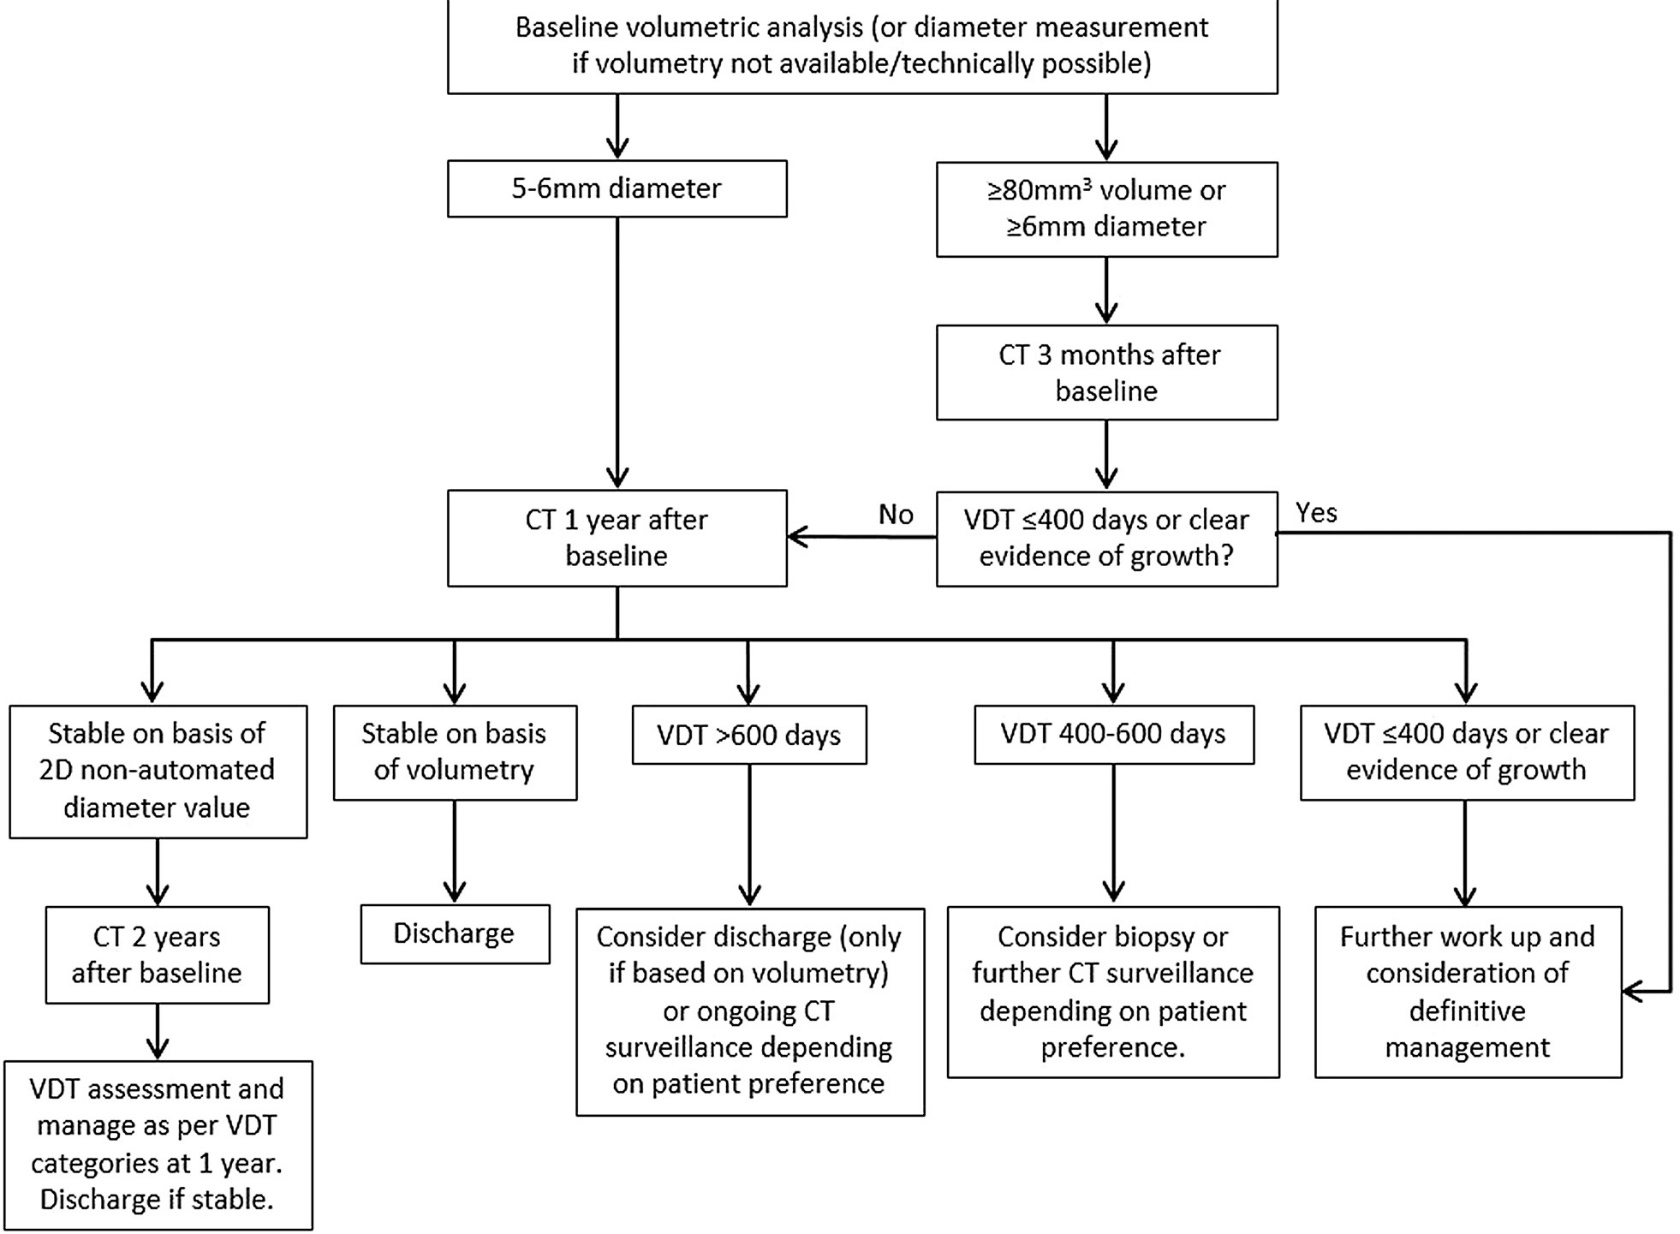 Baseline volumetric analysis (or diameter measurement
if volumetry not available/technically possible)
5-6mm diameter
≥80mm³ volume or
≥6mm diameter
CT 3 months after
baseline
CT 1 year after
baseline
No
VDT ≤400 days or clear
evidence of growth?
Yes
Stable on basis of
2D non-automated
diameter value
Stable on basis
of volumetry
VDT >600 days
VDT 400-600 days
VDT ≤400 days or clear
evidence of growth
CT 2 years
after baseline
Discharge
Consider discharge (only
if based on volumetry)
or ongoing CT
surveillance depending
on patient preference
Consider biopsy or
further CT surveillance
depending on patient
preference.
Further work up and
consideration of
definitive
management
VDT assessment and
manage as per VDT
categories at 1 year.
Discharge if stable.